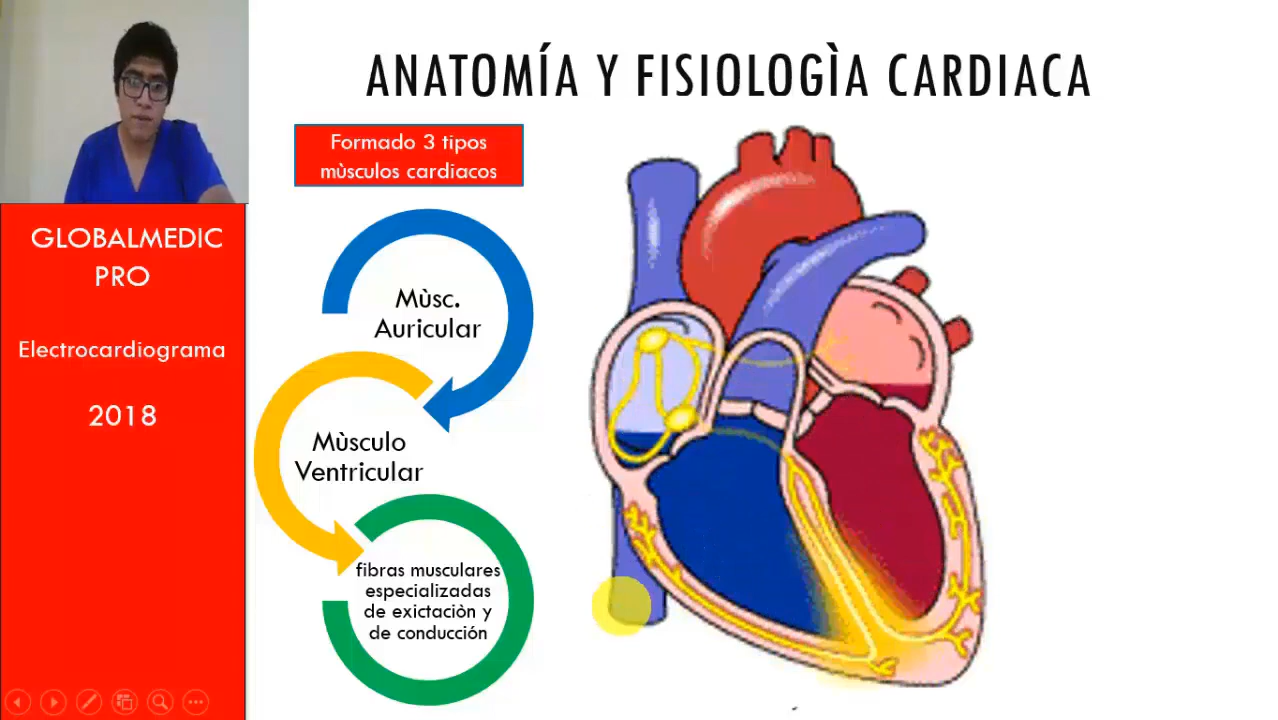 ANATOMÍA Y FISIOLOGÌA CARDIACA
Formado 3 tipos
mùsculos cardiacos
GLOBALMEDIC
PRO
Electrocardiograma
2018
Mùsc.
Auricular
Mùsculo
Ventricular
fibras musculares
especializadas
de exictaciòn y
de conducción